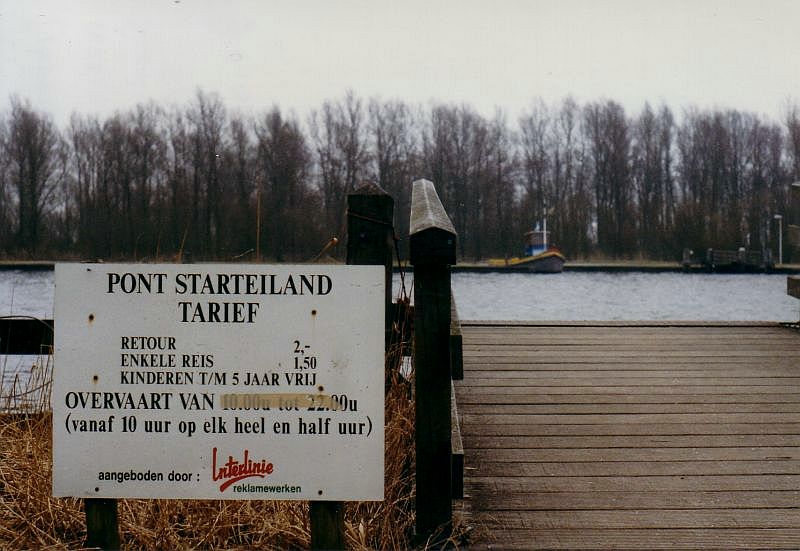 PONT STARTEILAND
TARIEF
RETOUR 2,-
ENKELE REIS 1,50
KINDEREN T/M 5 JAAR VRIJ
OVERVAART VAN 10.00u tot 22.00u
(vanaf 10 uur op elk heel en half uur)
aangeboden door : Interlinie
reklamewerken